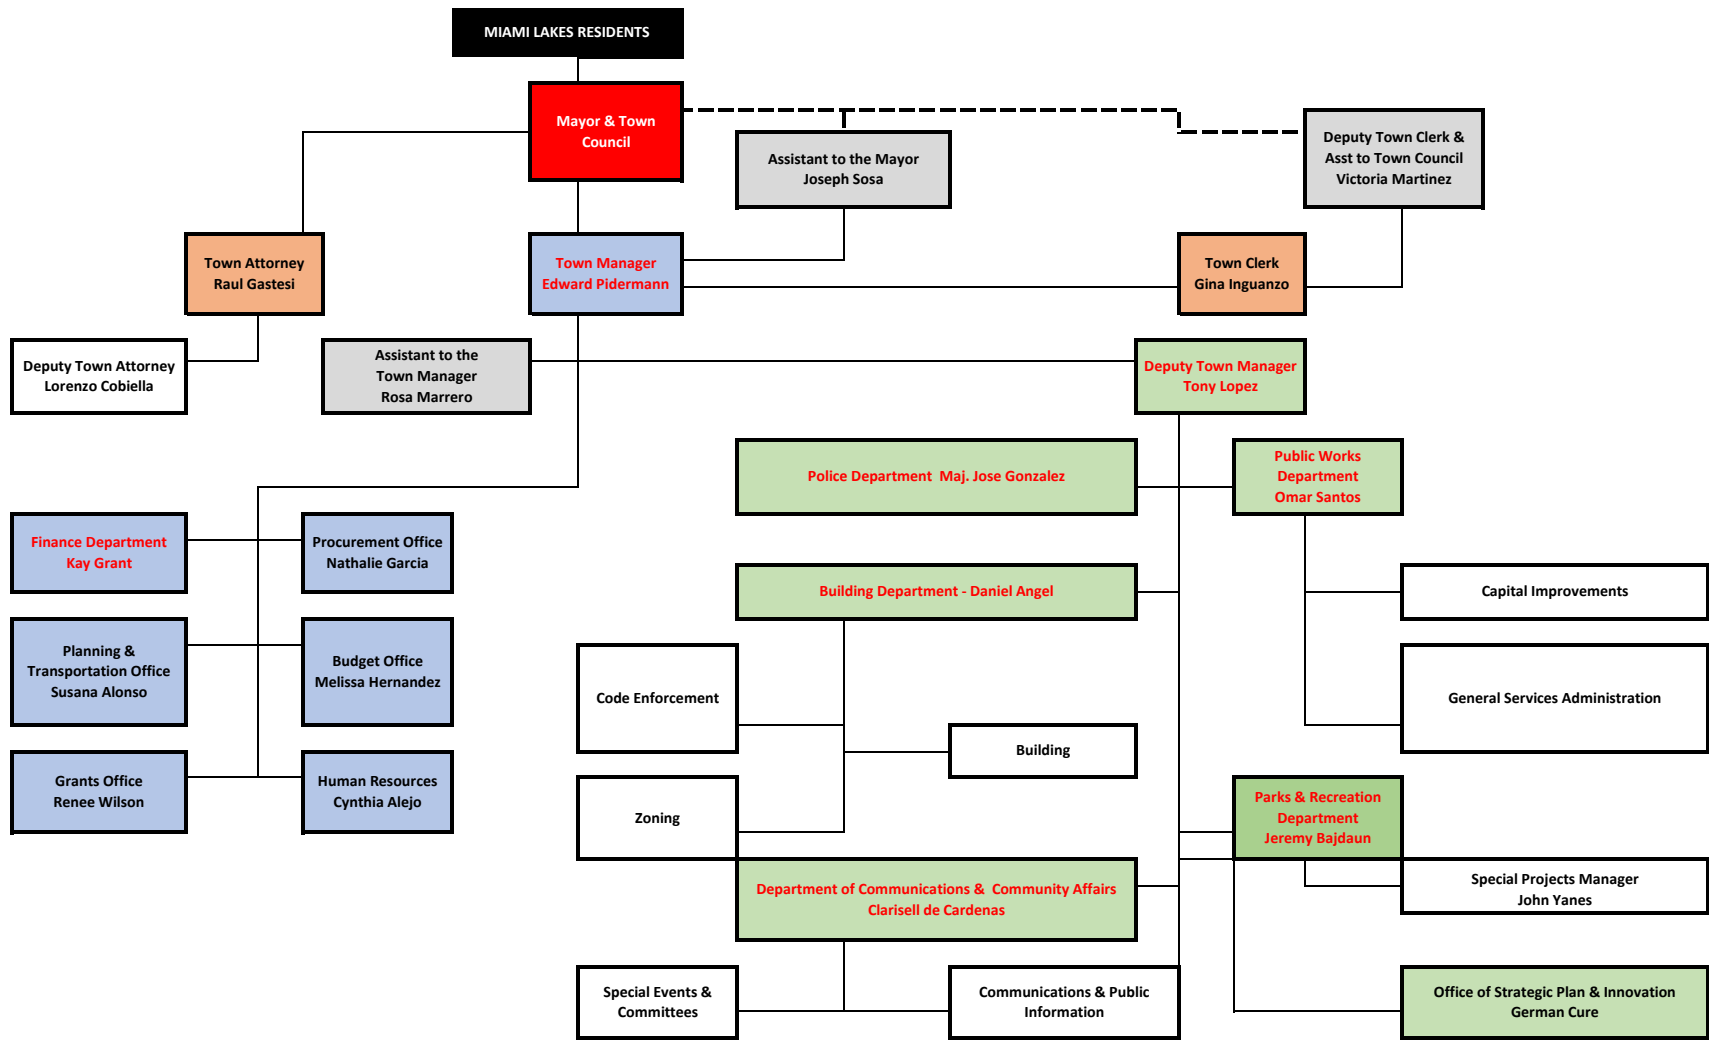 MIAMI LAKES RESIDENTS
Mayor & Town
Council
Assistant to the Mayor
Joseph Sosa
Deputy Town Clerk &
Asst to Town Council
Victoria Martinez
Town Attorney
Raul Gastesi
Town Manager
Edward Pidermann
Town Clerk
Gina Inguanzo
Deputy Town Attorney
Lorenzo Cobiella
Assistant to the
Town Manager
Rosa Marrero
Deputy Town Manager
Tony Lopez
Police Department  Maj. Jose Gonzalez
Public Works
Department
Omar Santos
Finance Department
Kay Grant
Procurement Office
Nathalie Garcia
Building Department - Daniel Angel
Capital Improvements
Planning &
Transportation Office
Susana Alonso
Budget Office
Melissa Hernandez
Code Enforcement
General Services Administration
Building
Grants Office
Renee Wilson
Human Resources
Cynthia Alejo
Zoning
Parks & Recreation
Department
Jeremy Bajdaun
Department of Communications &  Community Affairs
Clarisell de Cardenas
Special Projects Manager
John Yanes
Special Events &
Committees
Communications & Public
Information
Office of Strategic Plan & Innovation
German Cure